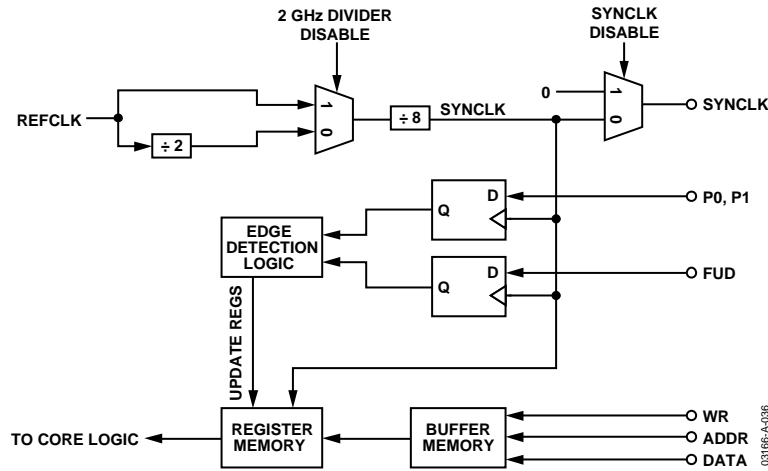 2 GHz DIVIDER
DISABLE
SYNCLK
DISABLE
REFCLK
÷ 2
1
0
÷ 8
SYNCLK
0
1
0
SYNCLK
P0, P1
D
Q
EDGE
DETECTION
LOGIC
FUD
D
Q
UPDATE REGS
TO CORE LOGIC
REGISTER
MEMORY
BUFFER
MEMORY
WR
ADDR
DATA
03166-A-036